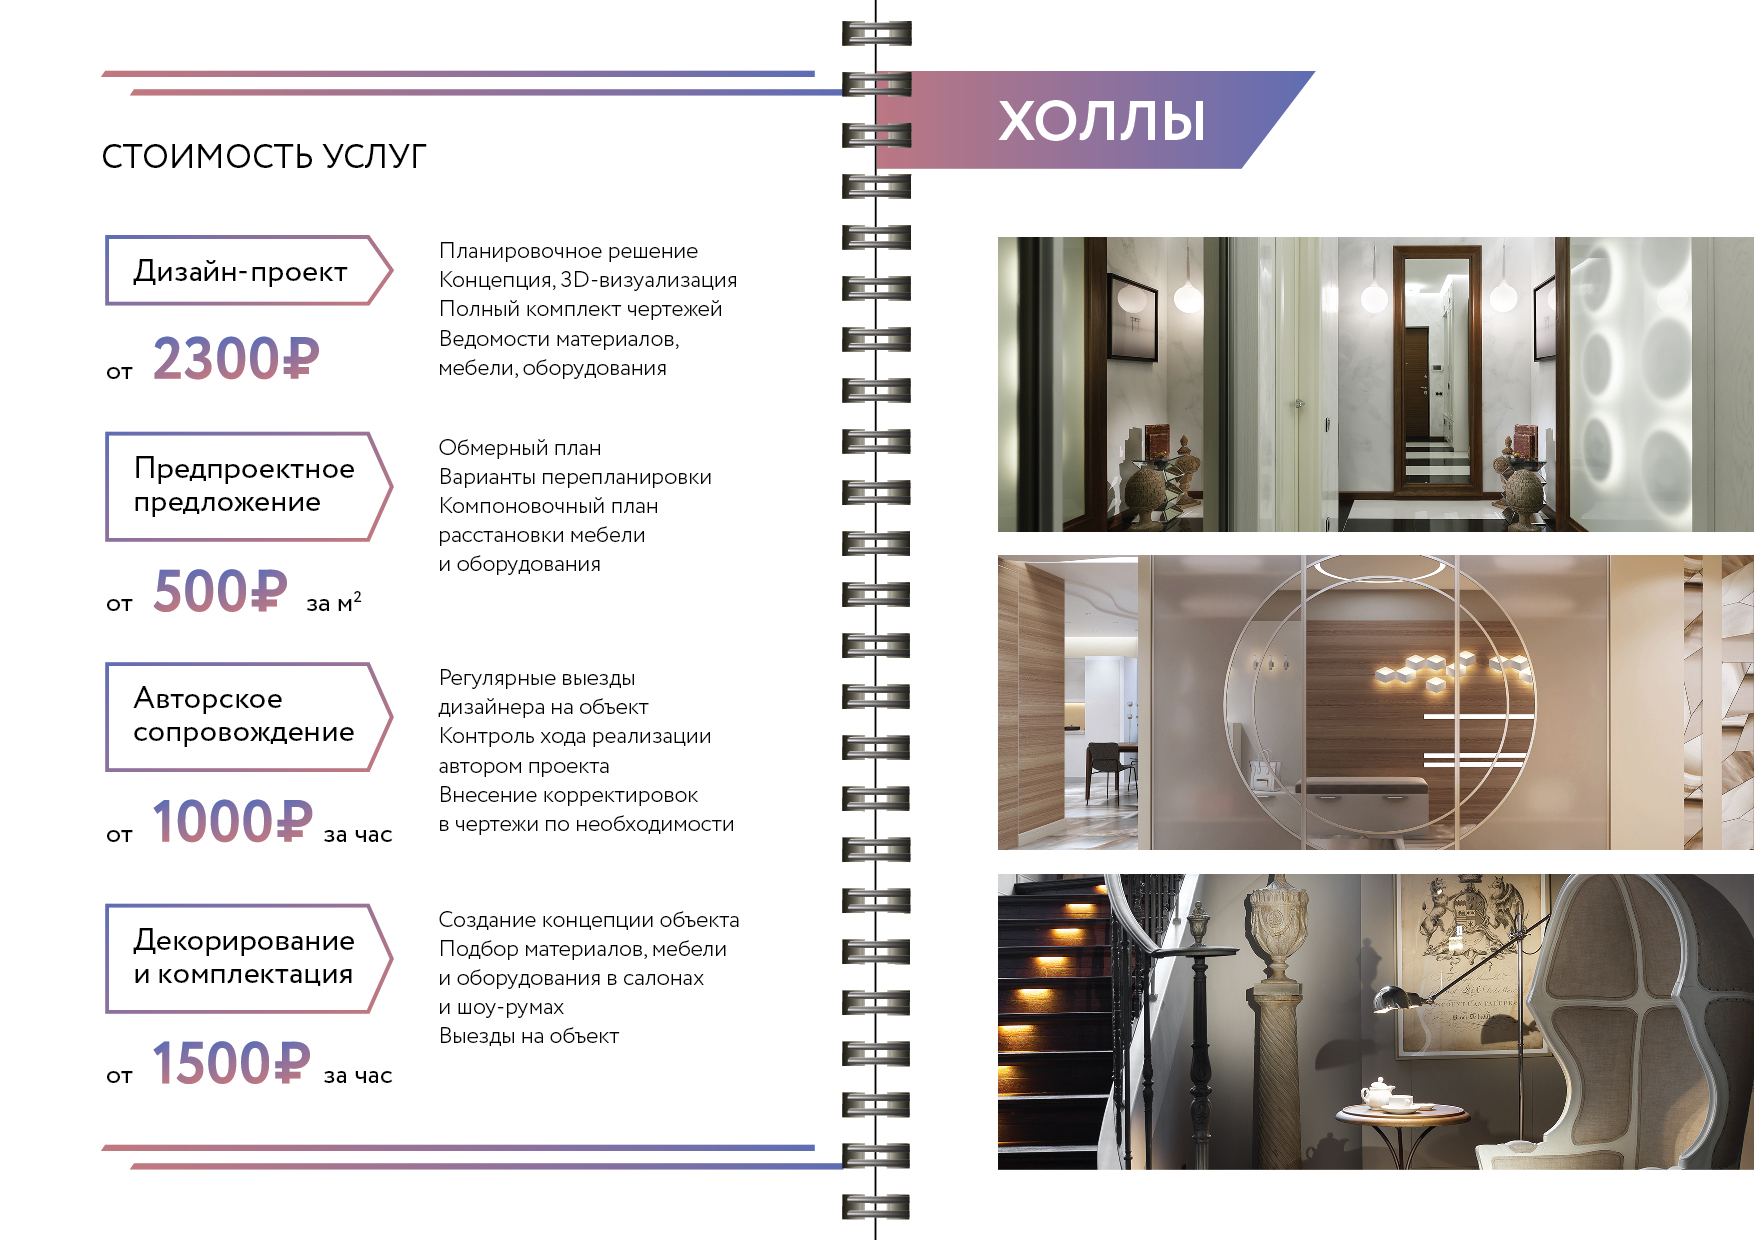 СТОИМОСТЬ УСЛУГ
Дизайн-проект
от 2300₽
Планировочное решение
Концепция, 3D-визуализация
Полный комплект чертежей
Ведомости материалов,
мебели, оборудования
Предпроектное
предложение
от 500₽ за м²
Обмерный план
Варианты перепланировки
Компоновочный план
расстановки мебели
и оборудования
Авторское
сопровождение
от 1000₽ за час
Регулярные выезды
дизайнера на объект
Контроль хода реализации
автором проекта
Внесение корректировок
в чертежи по необходимости
Декорирование
и комплектация
от 1500₽ за час
Создание концепции объекта
Подбор материалов, мебели
и оборудования в салонах
и шоу-румах
Выезды на объект
ХОЛЛЫ